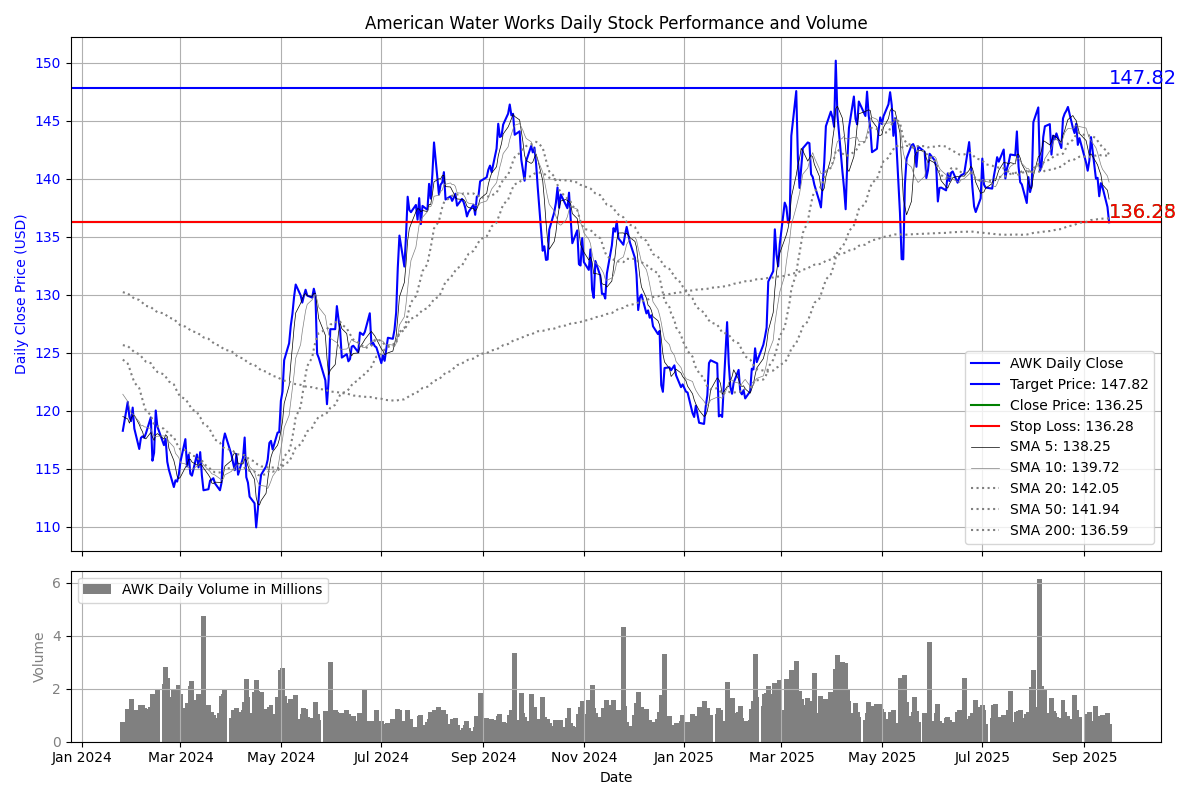 American Water Works Daily Stock Performance and Volume
Daily Close Price (USD)
150
145
140
135
130
125
120
115
110
147.82
136.28
AWK Daily Close
Target Price: 147.82
Close Price: 136.25
Stop Loss: 136.28
SMA 5: 138.25
SMA 10: 139.72
SMA 20: 142.05
SMA 50: 141.94
SMA 200: 136.59
Volume
6
4
2
0
AWK Daily Volume in Millions
Jan 2024 Mar 2024 May 2024 Jul 2024 Sep 2024 Nov 2024 Jan 2025 Mar 2025 May 2025 Jul 2025 Sep 2025
Date